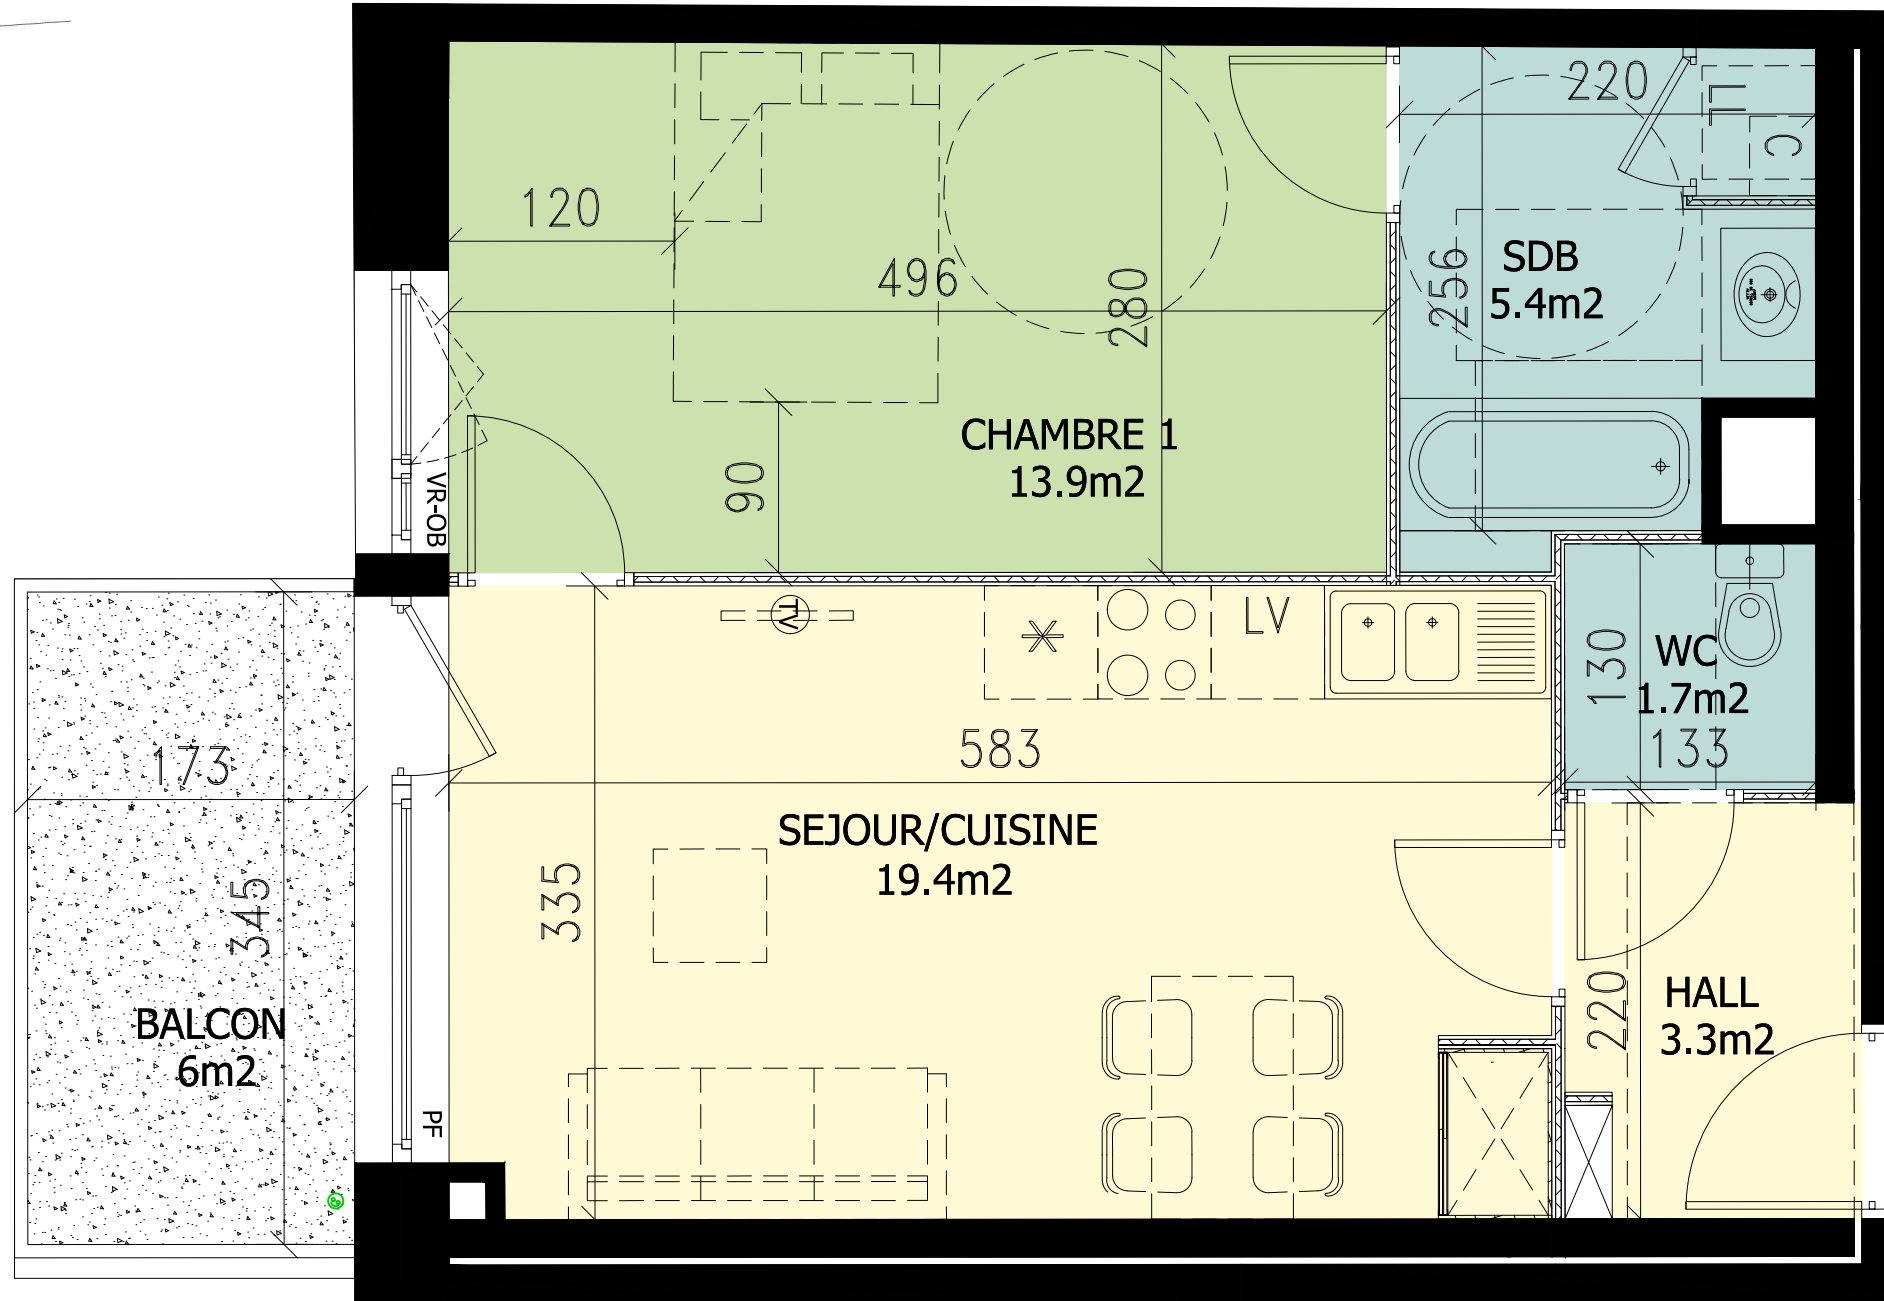 220
LL
C
120
496
280
256
SDB
5.4m2
CHAMBRE 1
13.9m2
90
VR-OB
TV
LV
130
WC
1.7m2
133
173
583
SEJOUR/CUISINE
19.4m2
335
345
BALCON
6m2
220
HALL
3.3m2
PF